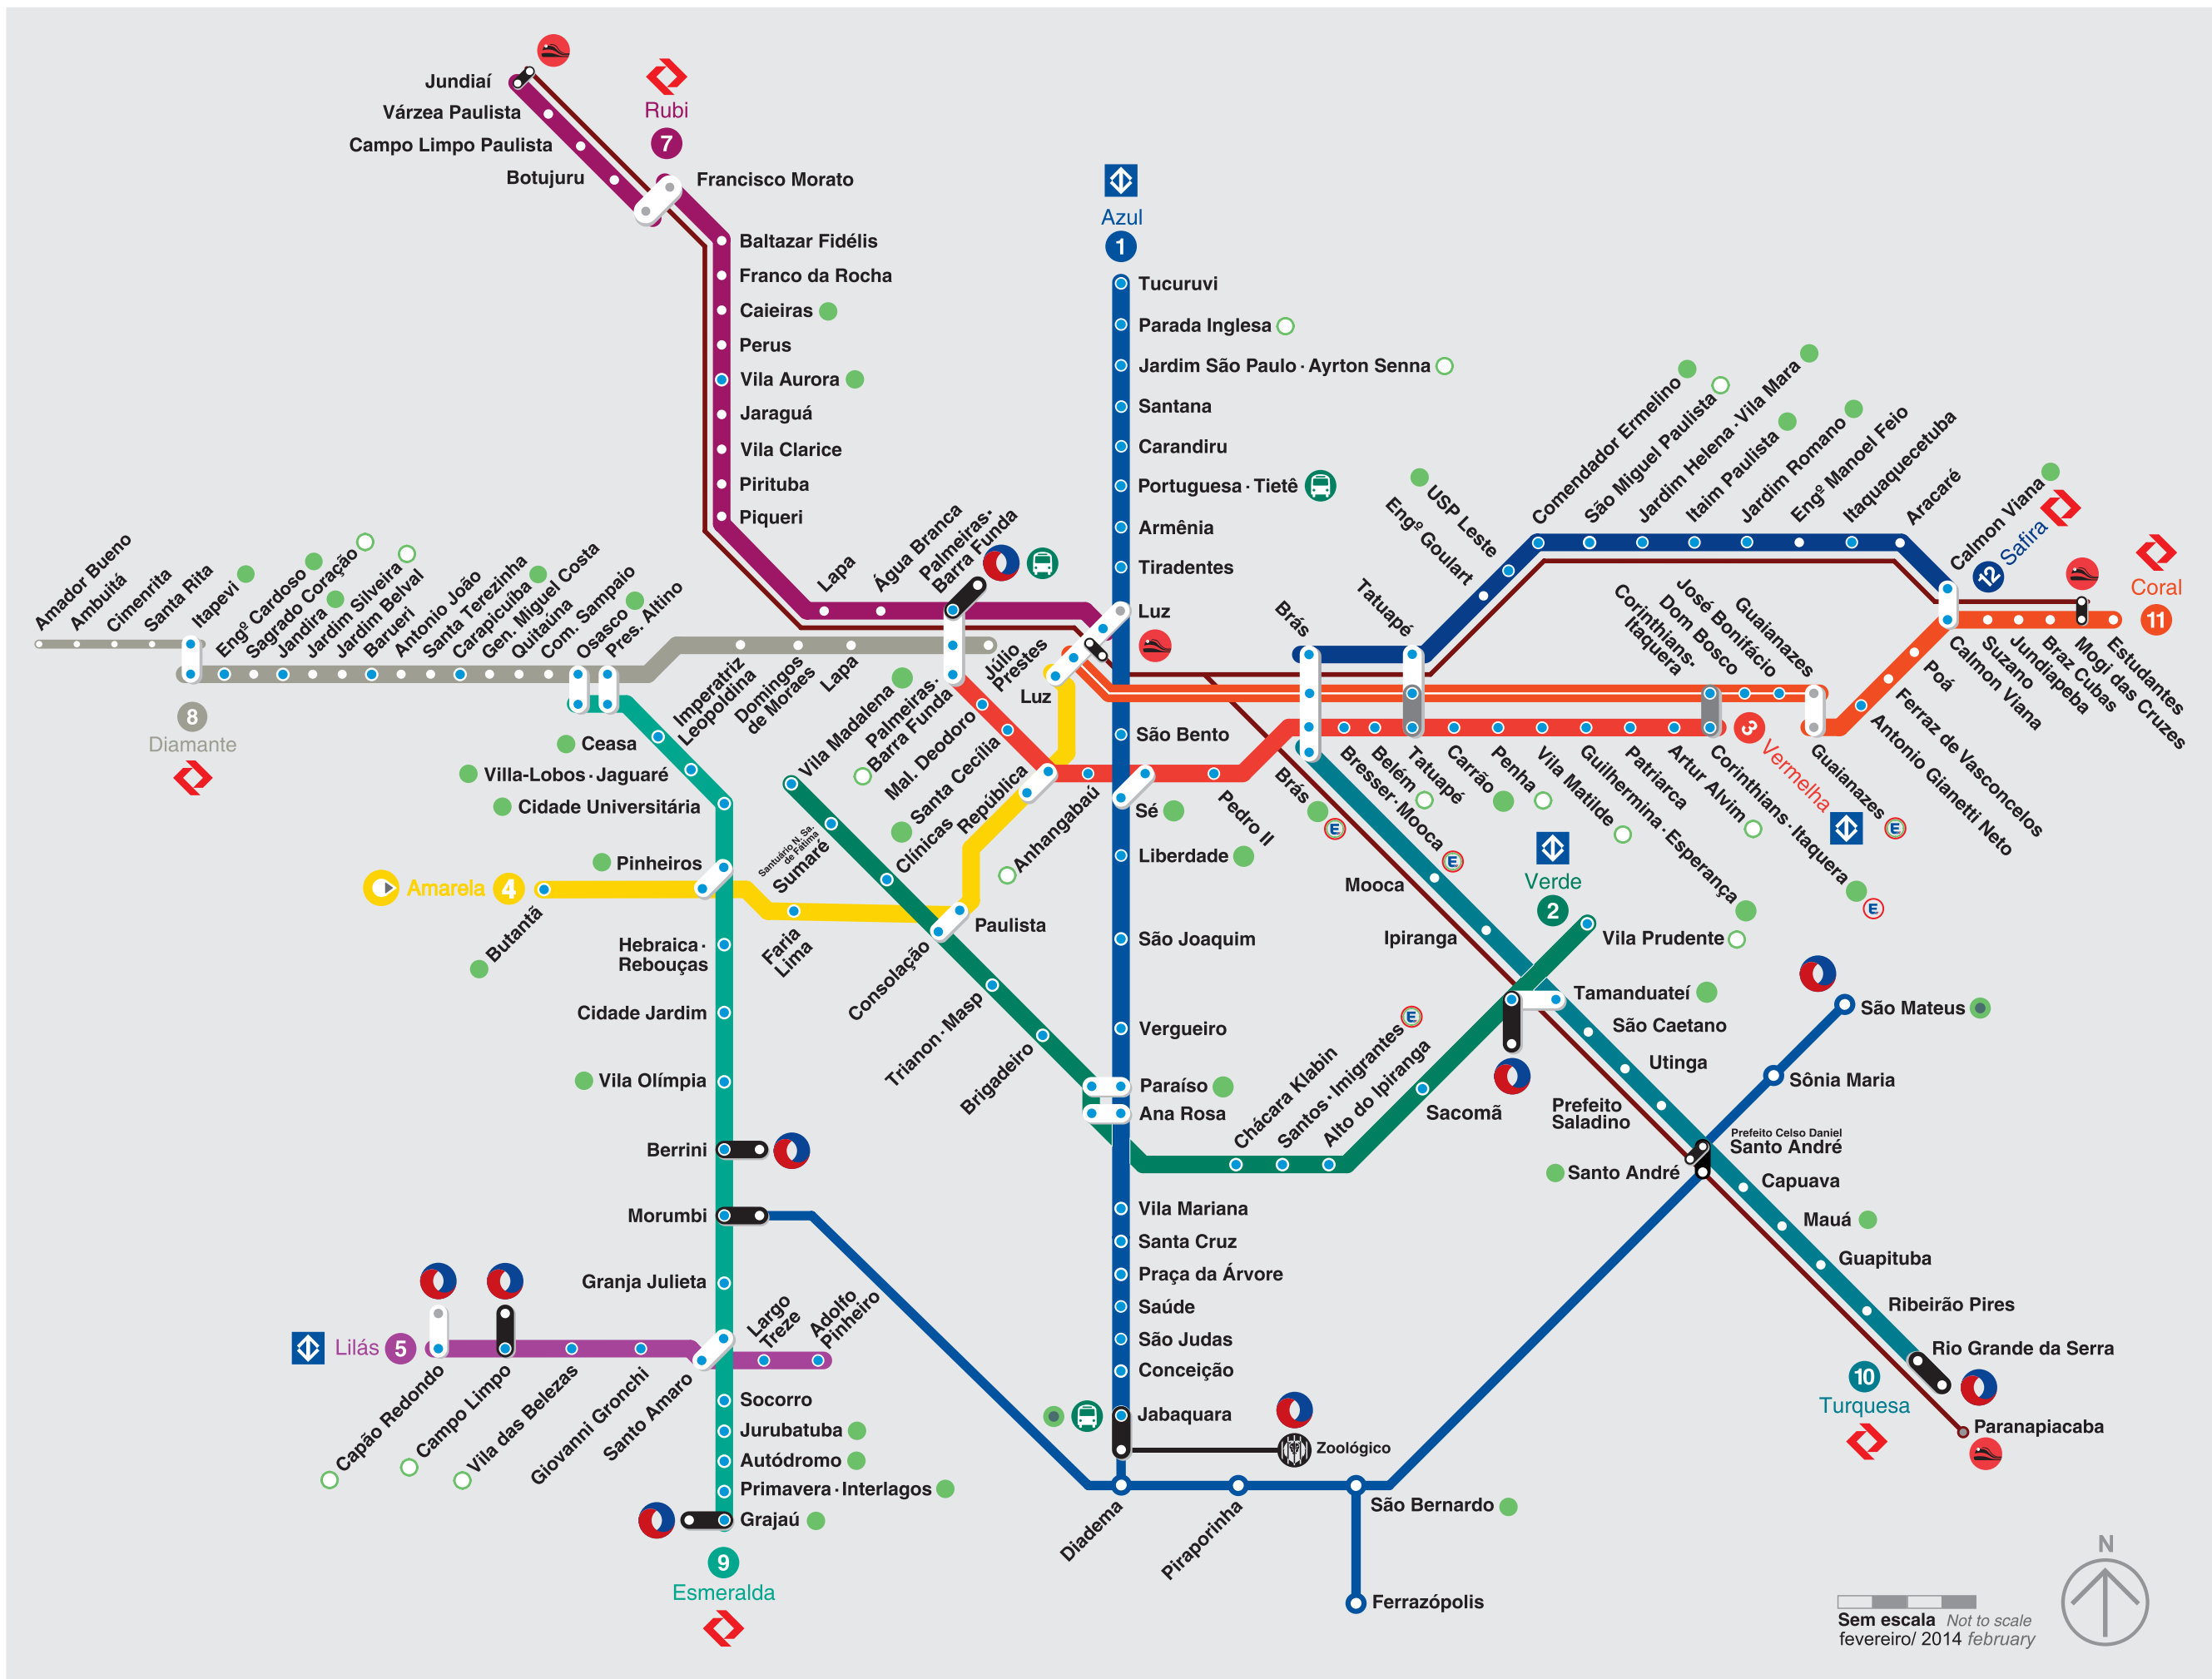 Jundiaí
Várzea Paulista
Campo Limpo Paulista
Botujuru
Rubi
7
Francisco Morato
Baltazar Fidélis
Franco da Rocha
Caieiras
Perus
Vila Aurora
Jaraguá
Vila Clarice
Pirituba
Piqueri
Lapa
Água Branca
Palmeiras·
Barra Funda
Azul
1
Tucuruvi
Parada Inglesa
Jardim São Paulo · Ayrton Senna
Santana
Carandiru
Portuguesa · Tietê
Armênia
Tiradentes
Luz
São Bento
Sé
Liberdade
São Joaquim
Vergueiro
Paraíso
Ana Rosa
Vila Mariana
Santa Cruz
Praça da Árvore
Saúde
São Judas
Conceição
Jabaquara
Zoológico
Amador Bueno
Ambuitá
Cimenrita
Santa Rita
Itapevi
Engº Cardoso
Sagrado Coração
Jandira
Jardim Silveira
Jardim Belval
Barueri
Antonio João
Santa Terezinha
Carapicuíba
Gen. Miguel Costa
Quitaúna
Com. Sampaio
Osasco
Pres. Altino
Imperatriz
Leopoldina
Domingos
de Moraes
Lapa
Júlio
Prestes
8
Diamante
Ceasa
Villa-Lobos · Jaguaré
Cidade Universitária
Pinheiros
Hebraica ·
Rebouças
Cidade Jardim
Vila Olímpia
Berrini
Morumbi
Granja Julieta
Santo Amaro
Socorro
Jurubatuba
Autódromo
Primavera · Interlagos
Grajaú
9
Esmeralda
Amarela
4
Butantã
Faria
Lima
Paulista
República
Luz
Vila Madalena
Santuário N. Sa.
de Fátima
Sumaré
Clínicas
Consolação
Trianon · Masp
Brigadeiro
Chácara Klabin
Santos · Imigrantes
E
Alto do Ipiranga
Sacomã
Tamanduateí
Vila Prudente
Verde
2
Palmeiras·
Barra Funda
Mal. Deodoro
Santa Cecília
Anhangabaú
Pedro II
Brás
E
Bresser · Mooca
E
Belém
Tatuapé
Carrão
Penha
Vila Matilde
Guilhermina · Esperança
Patriarca
Artur Alvim
Corinthians · Itaquera
E
3
Vermelha
Brás
Tatuapé
Engº Goulart
USP Leste
Comendador Ermelino
São Miguel Paulista
Jardim Helena · Vila Mara
Itaim Paulista
Jardim Romano
Engº Manoel Feio
Itaquaquecetuba
Aracaré
Calmon Viana
12
Safira
Coral
11
Corinthians·
Itaquera
Dom Bosco
José Bonifácio
Guaianazes
Guaianazes
E
Antonio Gianetti Neto
Ferraz de Vasconcelos
Poá
Calmon Viana
Suzano
Jundiapeba
Braz Cubas
Mogi das Cruzes
Estudantes
Mooca
Ipiranga
São Caetano
Utinga
Prefeito
Saladino
Prefeito Celso Daniel
Santo André
Santo André
Capuava
Mauá
Guapituba
Ribeirão Pires
Rio Grande da Serra
10
Turquesa
Paranapiacaba
São Mateus
Sônia Maria
Diadema
Piraporinha
São Bernardo
Ferrazópolis
Lilás
5
Capão Redondo
Campo Limpo
Vila das Belezas
Giovanni Gronchi
Largo
Treze
Adolfo
Pinheiro
N
Sem escala Not to scale
fevereiro/ 2014 february